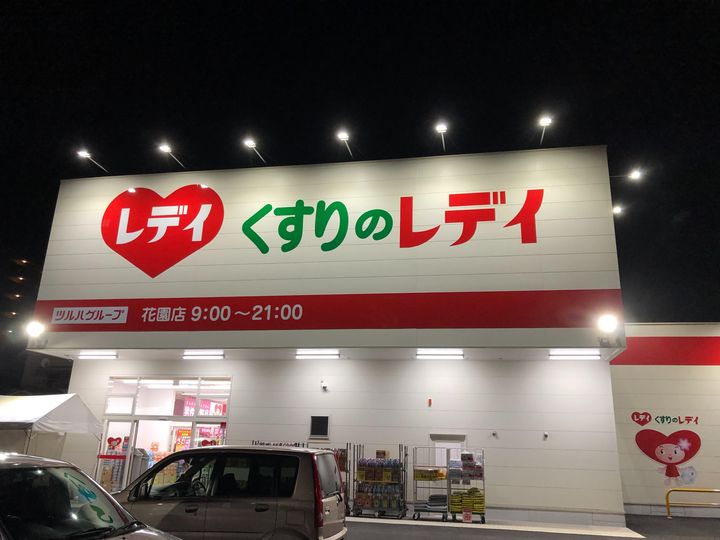 レデイ
くすりのレデイ
ツルハグループ 花園店 9:00～21:00
レデイ くすりのレデイ